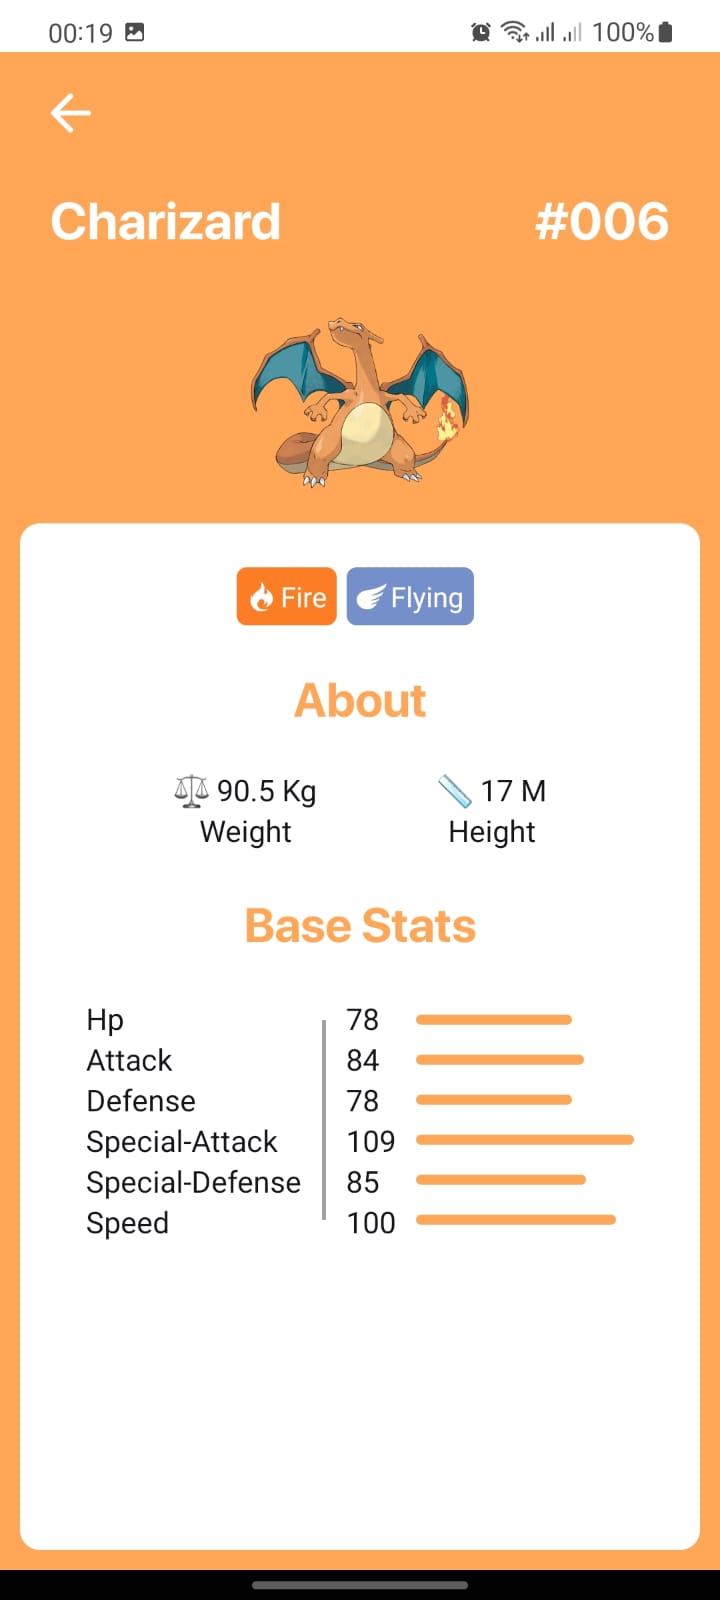 00:19 100%
Charizard #006
Fire Flying
About
90.5 Kg 17 M
Weight Height
Base Stats
Hp 78
Attack 84
Defense 78
Special-Attack 109
Special-Defense 85
Speed 100